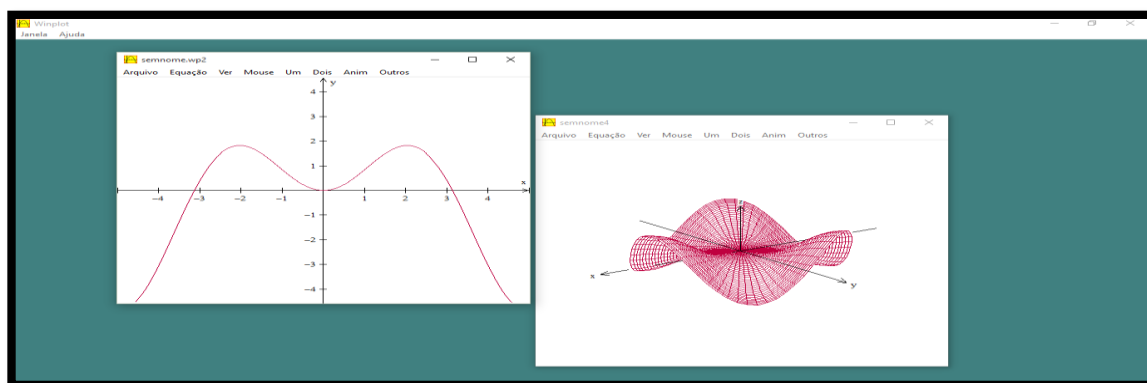 Winplot
Janela Ajuda
semnome.wp2
Arquivo Equação Ver Mouse Um Dois Anim Outros
y
4
3
2
1
x
−4 −3 −2 −1 1 2 3 4
−1
−2
−3
−4
semnome4
Arquivo Equação Ver Mouse Um Dois Anim Outros
z
x
y